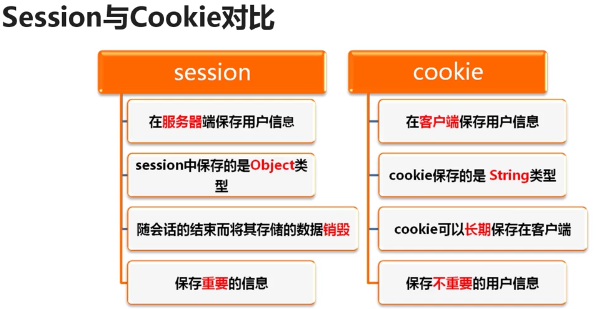 Session与Cookie对比
session
在服务器端保存用户信息
session中保存的是Object类
型
随会话的结束而将其存储的数据销毁
保存重要的信息
cookie
在客户端保存用户信息
cookie保存的是 String类型
cookie可以长期保存在客户端
保存不重要的用户信息